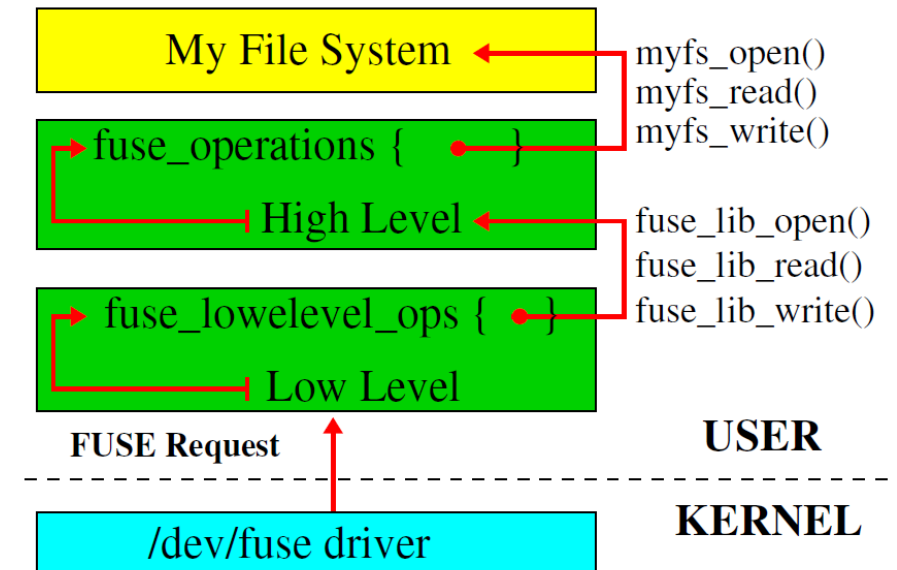 My File System
myfs_open()
myfs_read()
myfs_write()
fuse_operations { }
High Level
fuse_lib_open()
fuse_lib_read()
fuse_lib_write()
fuse_lowelevel_ops { }
Low Level
FUSE Request
USER
KERNEL
/dev/fuse driver